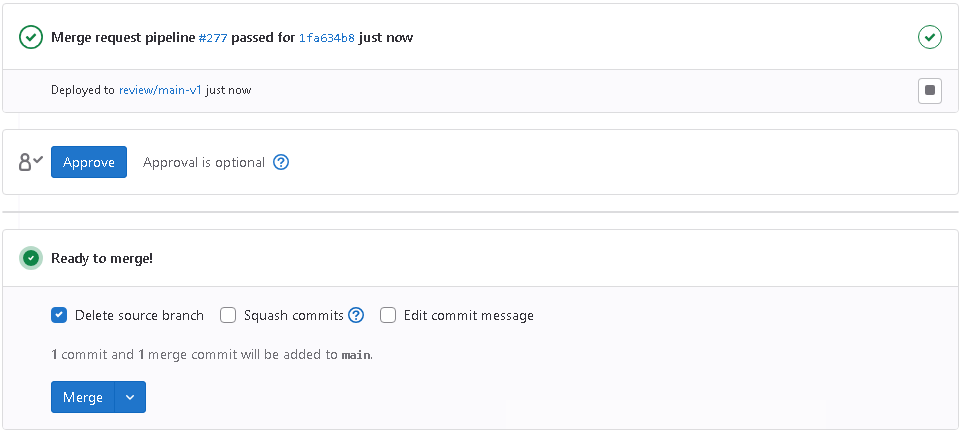 Merge request pipeline #277 passed for 1fa634b8 just now
Deployed to review/main-v1 just now
Approve Approval is optional ?
Ready to merge!
Delete source branch Squash commits ? Edit commit message
1 commit and 1 merge commit will be added to main.
Merge